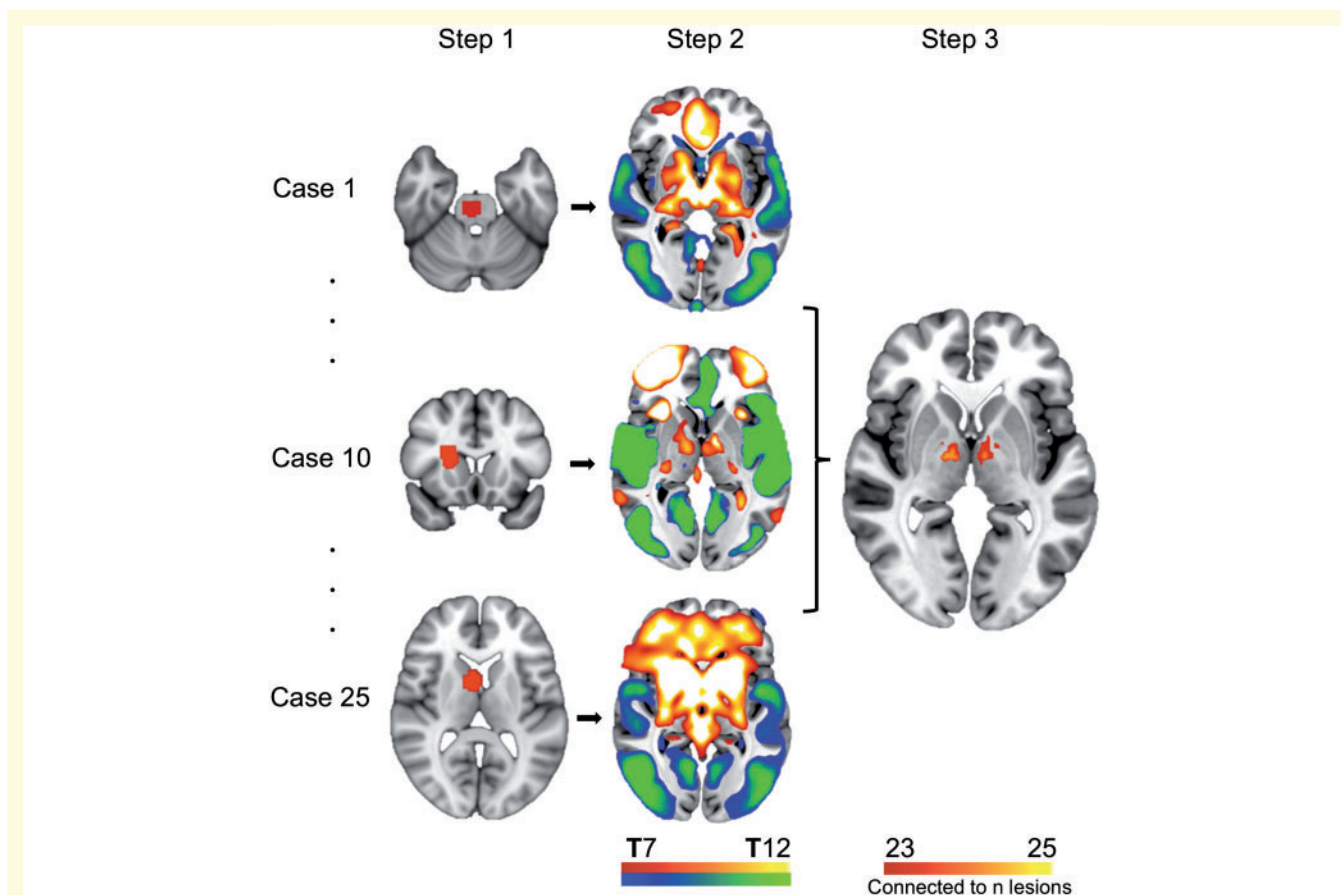 Step 1 Step 2 Step 3
Case 1
Case 10
Case 25
T7 T12
23 25
Connected to n lesions